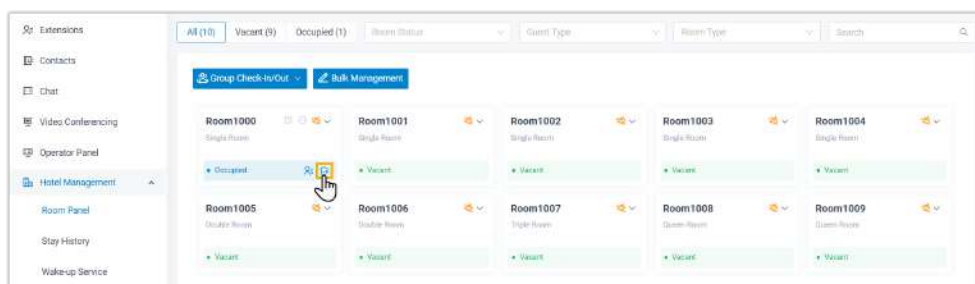 Extensions
Contacts
Chat
Video Conferencing
Operator Panel
Hotel Management
Room Panel
Stay History
Wake-up Service
All (10) Vacant (9) Occupied (1) Room Status Guest Type Room Type Search
Group Check-In/Out Bulk Management
Room1000 Room1001 Room1002 Room1003 Room1004
Single Room Single Room Single Room Single Room Single Room
Occupied Vacant Vacant Vacant Vacant
Room1005 Room1006 Room1007 Room1008 Room1009
Double Room Double Room Triple Room Queen Room Queen Room
Vacant Vacant Vacant Vacant Vacant